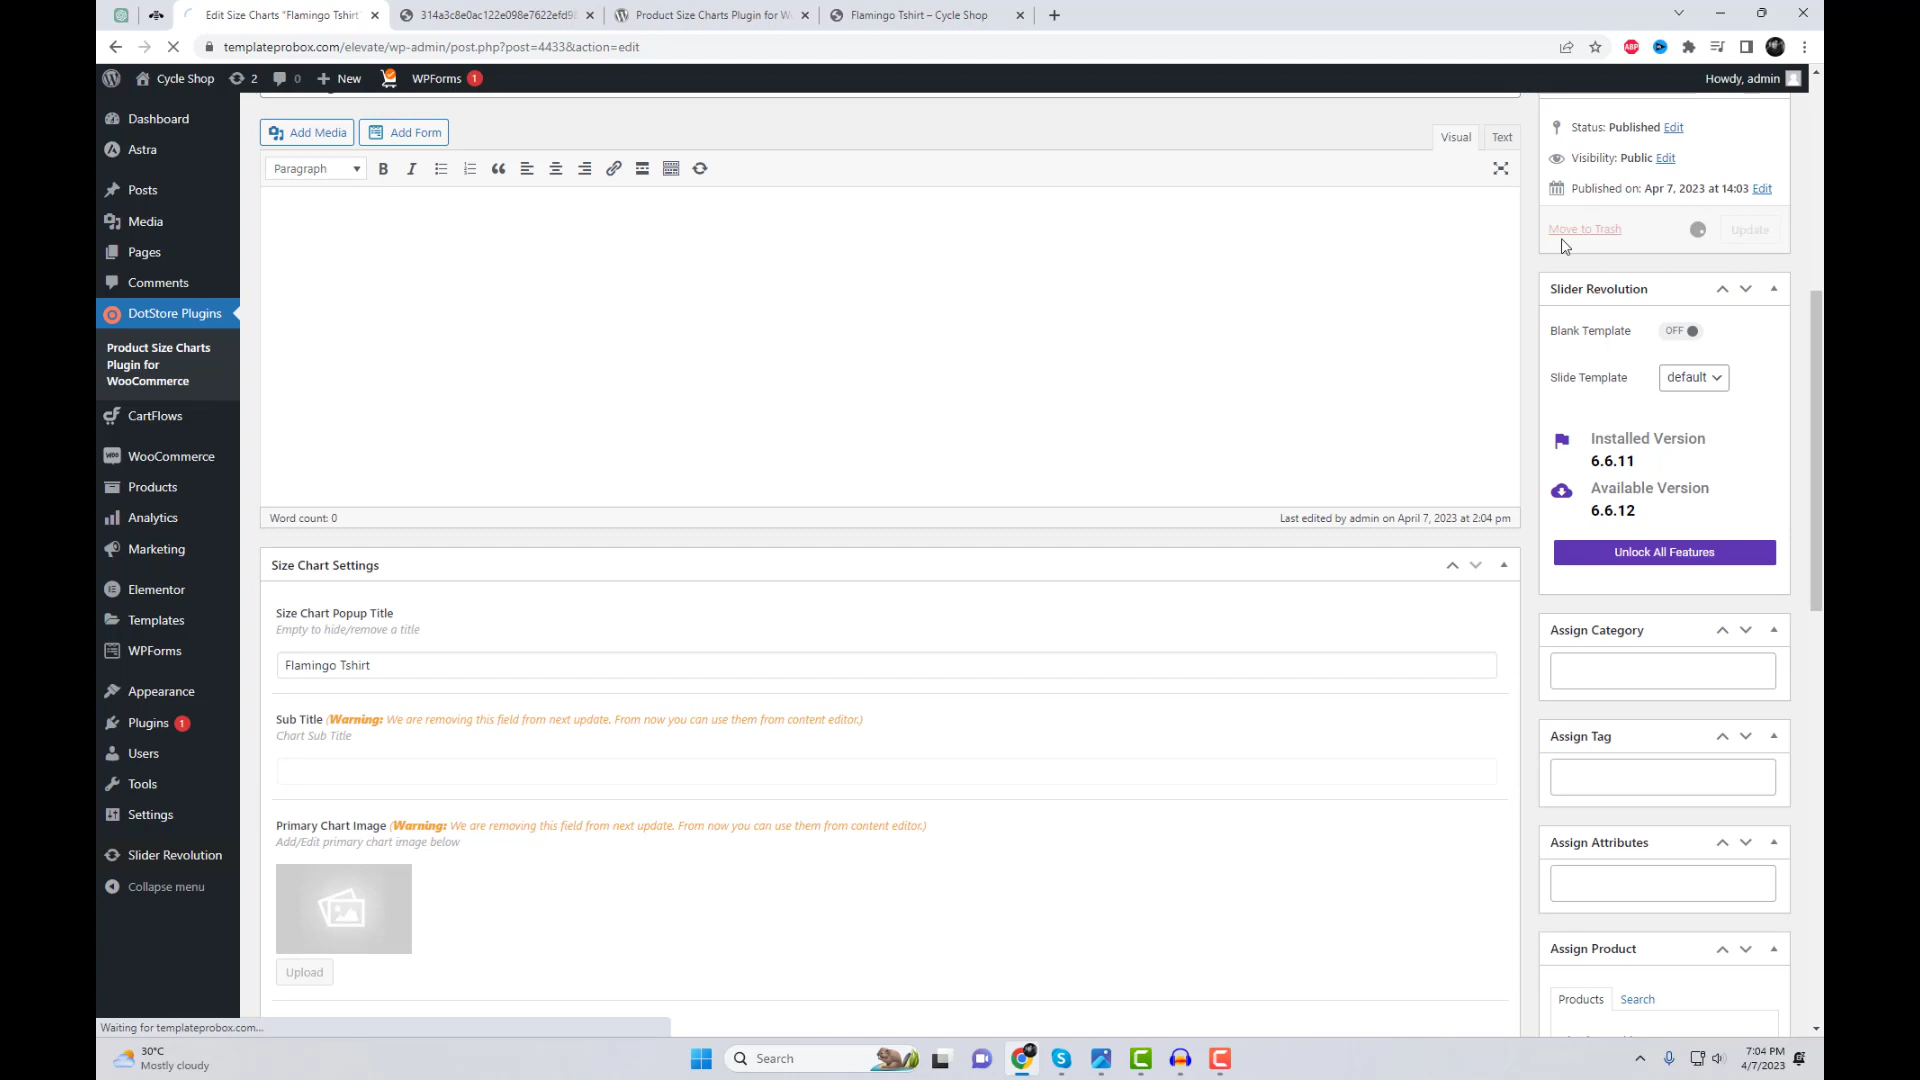 Edit Size Charts "Flamingo Tshirt"
314a3c8e0ac122e098e7622efd98
Product Size Charts Plugin for W
Flamingo Tshirt – Cycle Shop
templateprobox.com/elevate/wp-admin/post.php?post=4433&action=edit
ABP
Cycle Shop
2
0
New
WPForms 1
Howdy, admin
Dashboard
Astra
Posts
Media
Pages
Comments
DotStore Plugins
Product Size Charts
Plugin for
WooCommerce
CartFlows
WooCommerce
Products
Analytics
Marketing
Elementor
Templates
WPForms
Appearance
Plugins 1
Users
Tools
Settings
Slider Revolution
Collapse menu
Add Media
Add Form
Visual
Text
Paragraph
Word count: 0
Last edited by admin on April 7, 2023 at 2:04 pm
Size Chart Settings
Size Chart Popup Title
Empty to hide/remove a title
Flamingo Tshirt
Sub Title (Warning: We are removing this field from next update. From now you can use them from content editor.)
Chart Sub Title
Primary Chart Image (Warning: We are removing this field from next update. From now you can use them from content editor.)
Add/Edit primary chart image below
Upload
Status: Published Edit
Visibility: Public Edit
Published on: Apr 7, 2023 at 14:03 Edit
Move to Trash
Update
Slider Revolution
Blank Template
OFF
Slide Template
default
Installed Version
6.6.11
Available Version
6.6.12
Unlock All Features
Assign Category
Assign Tag
Assign Attributes
Assign Product
Products
Search
Waiting for templateprobox.com...
30°C
Mostly cloudy
Search
7:04 PM
4/7/2023